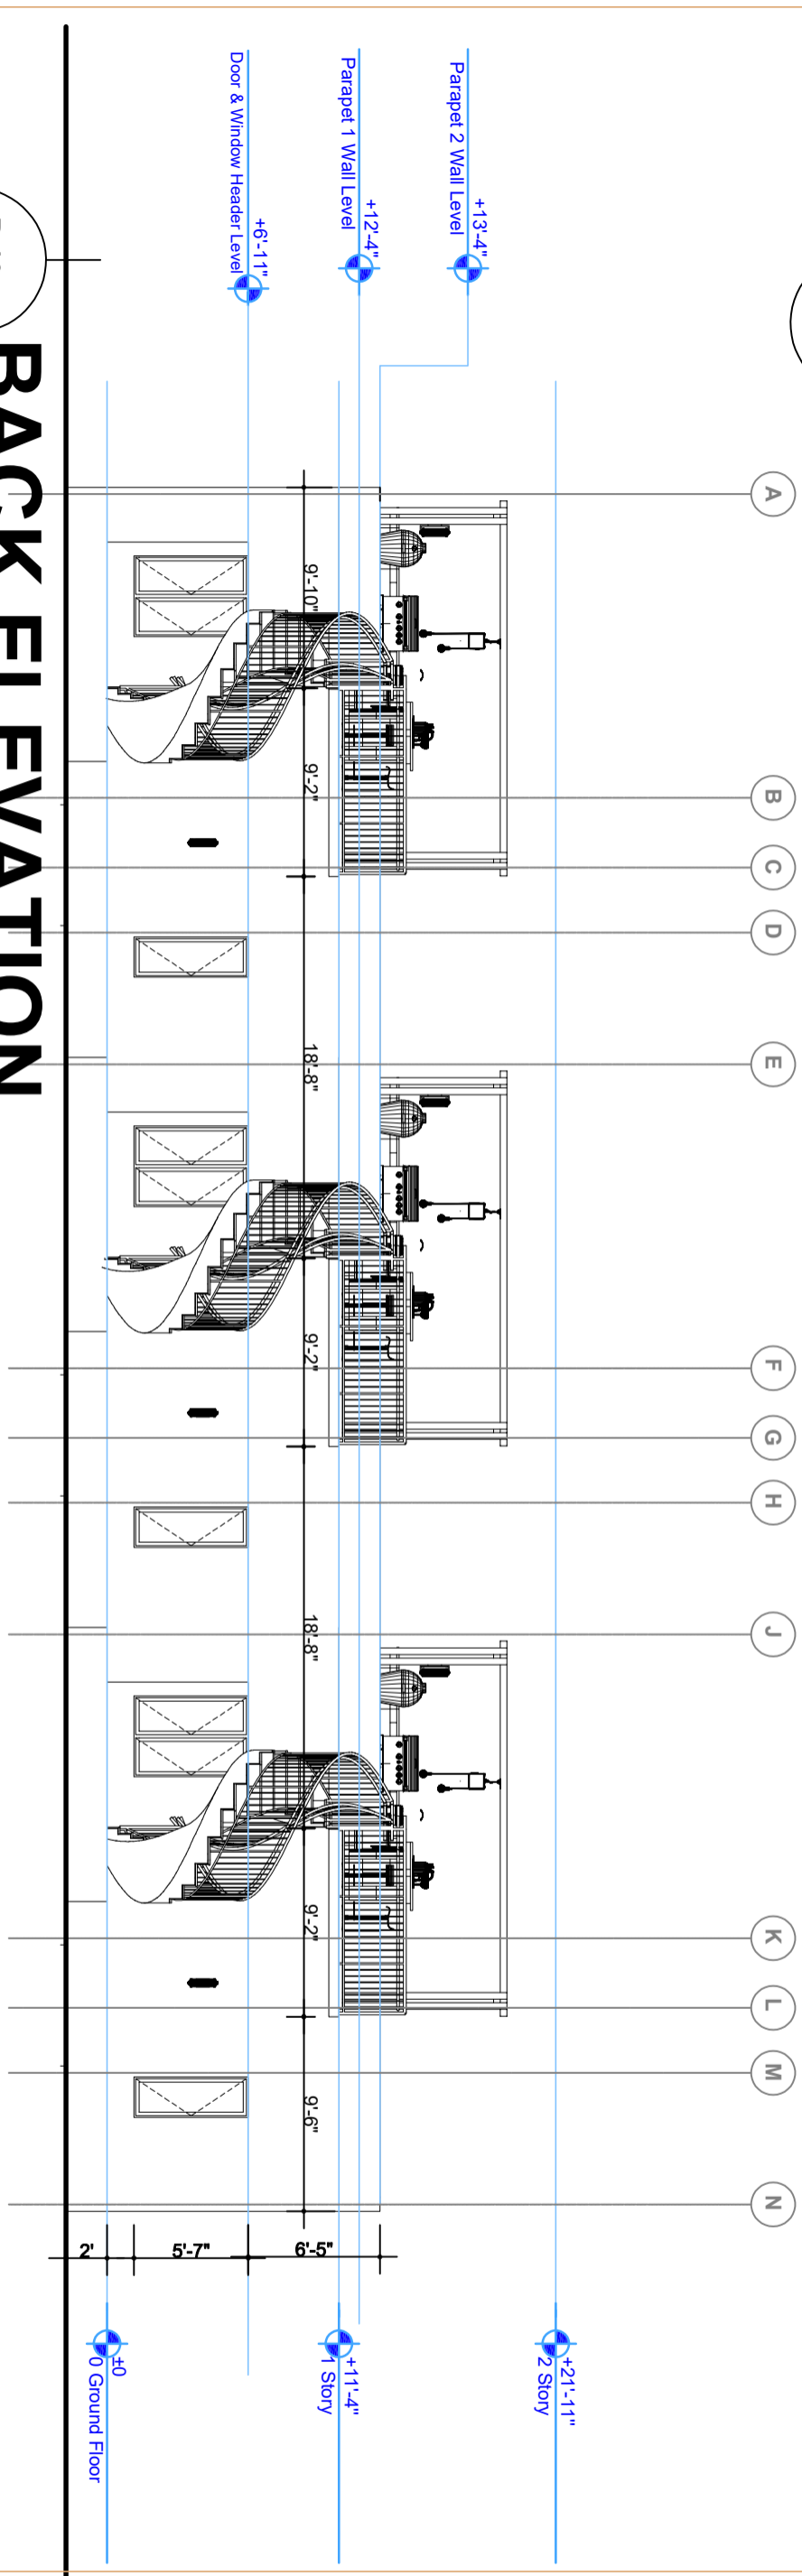 A
B
C
D
E
F
G
H
J
K
L
M
N
+13'-4"
Parapet 2 Wall Level
+12'-4"
Parapet 1 Wall Level
+6'-11"
Door & Window Header Level
+21'-11"
2 Story
+11'-4"
1 Story
±0
0 Ground Floor
9'-10"
9'-2"
18'-8"
9'-2"
18'-8"
9'-2"
9'-6"
6'-5"
5'-7"
2'
BACK ELEVATION